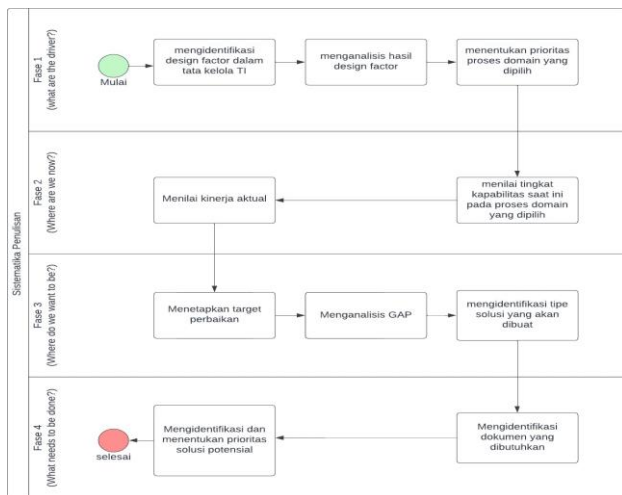 Sistematika Penulisan
Fase 1
(what are the driver?)
Mulai
mengidentifikasi
design factor dalam
tata kelola TI
menganalisis hasil
design factor
menentukan prioritas
proses domain yang
dipilih
Fase 2
(Where are we now?)
Menilai kinerja aktual
menilai tingkat
kapabilitas saat ini
pada proses domain
yang dipilih
Fase 3
(Where do we want to be?)
Menetapkan target
perbaikan
Menganalisis GAP
mengidentifikasi tipe
solusi yang akan
dibuat
Fase 4
(What needs to be done?)
selesai
Mengidentifikasi dan
menentukan prioritas
solusi potensial
Mengidentifikasi
dokumen yang
dibutuhkan